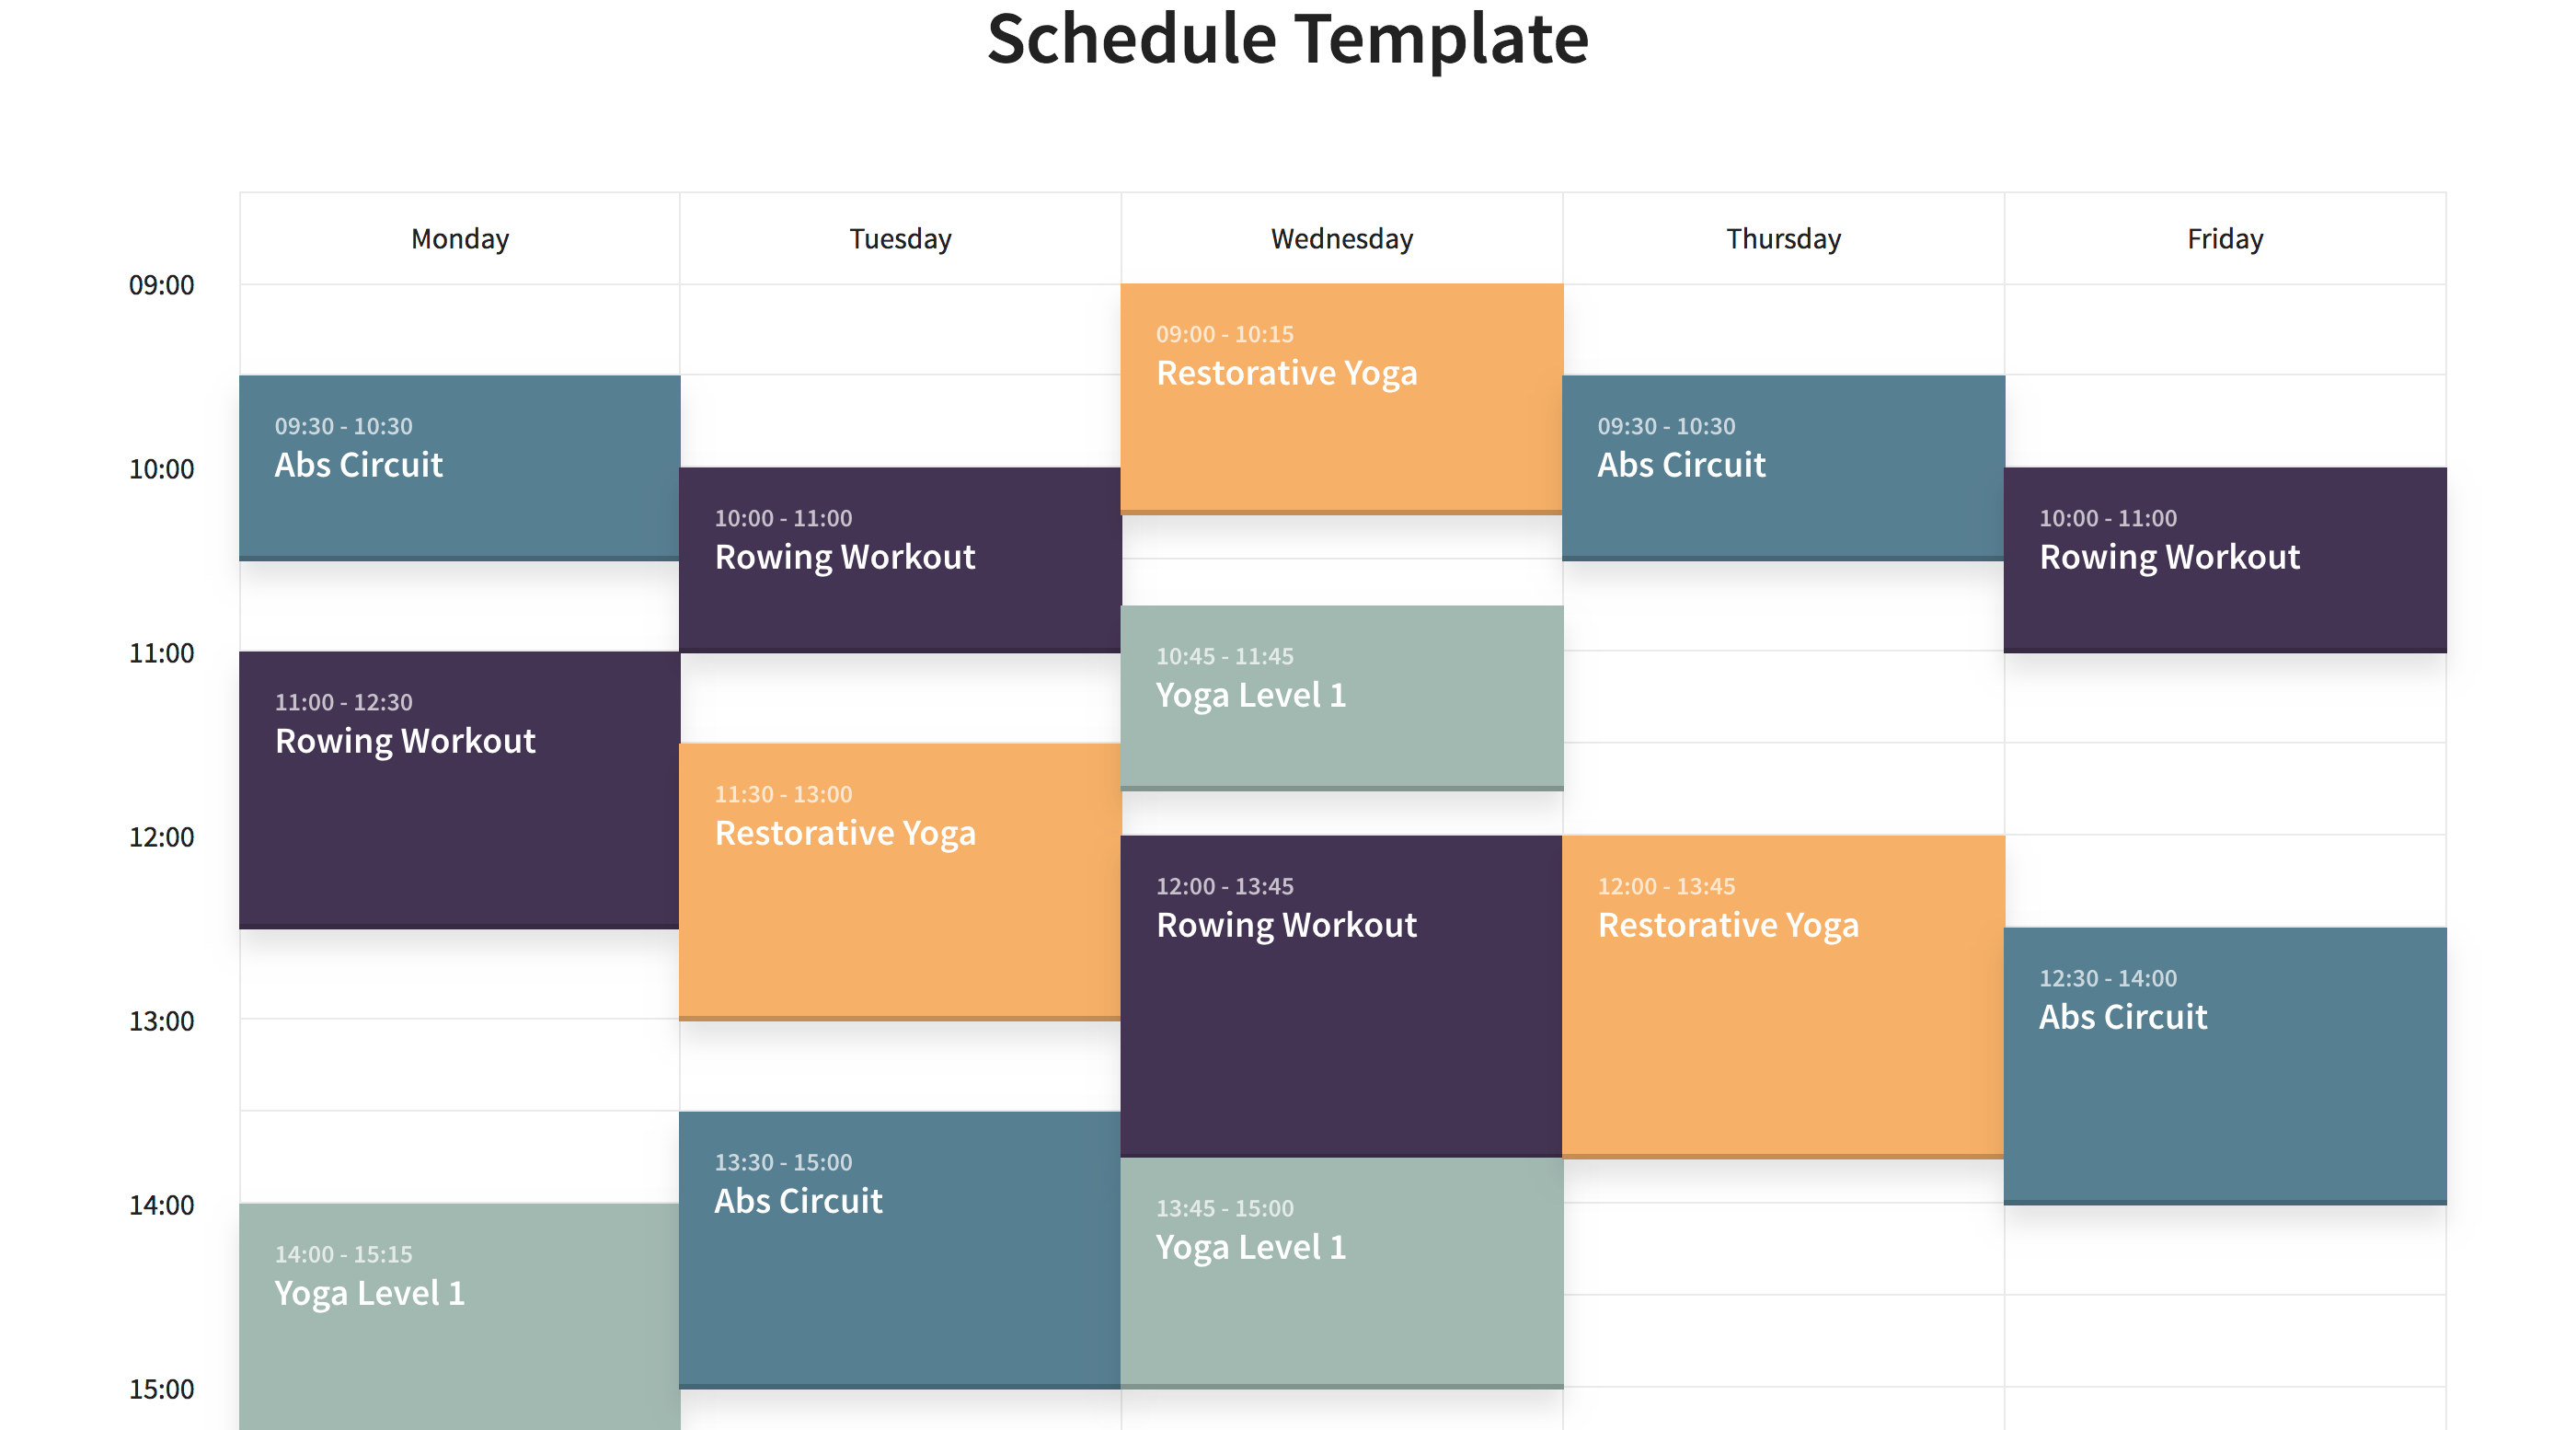 Schedule Template
Monday
Tuesday
Wednesday
Thursday
Friday
09:00
10:00
11:00
12:00
13:00
14:00
15:00
09:30 - 10:30
Abs Circuit
11:00 - 12:30
Rowing Workout
14:00 - 15:15
Yoga Level 1
10:00 - 11:00
Rowing Workout
11:30 - 13:00
Restorative Yoga
13:30 - 15:00
Abs Circuit
09:00 - 10:15
Restorative Yoga
10:45 - 11:45
Yoga Level 1
12:00 - 13:45
Rowing Workout
13:45 - 15:00
Yoga Level 1
09:30 - 10:30
Abs Circuit
12:00 - 13:45
Restorative Yoga
10:00 - 11:00
Rowing Workout
12:30 - 14:00
Abs Circuit